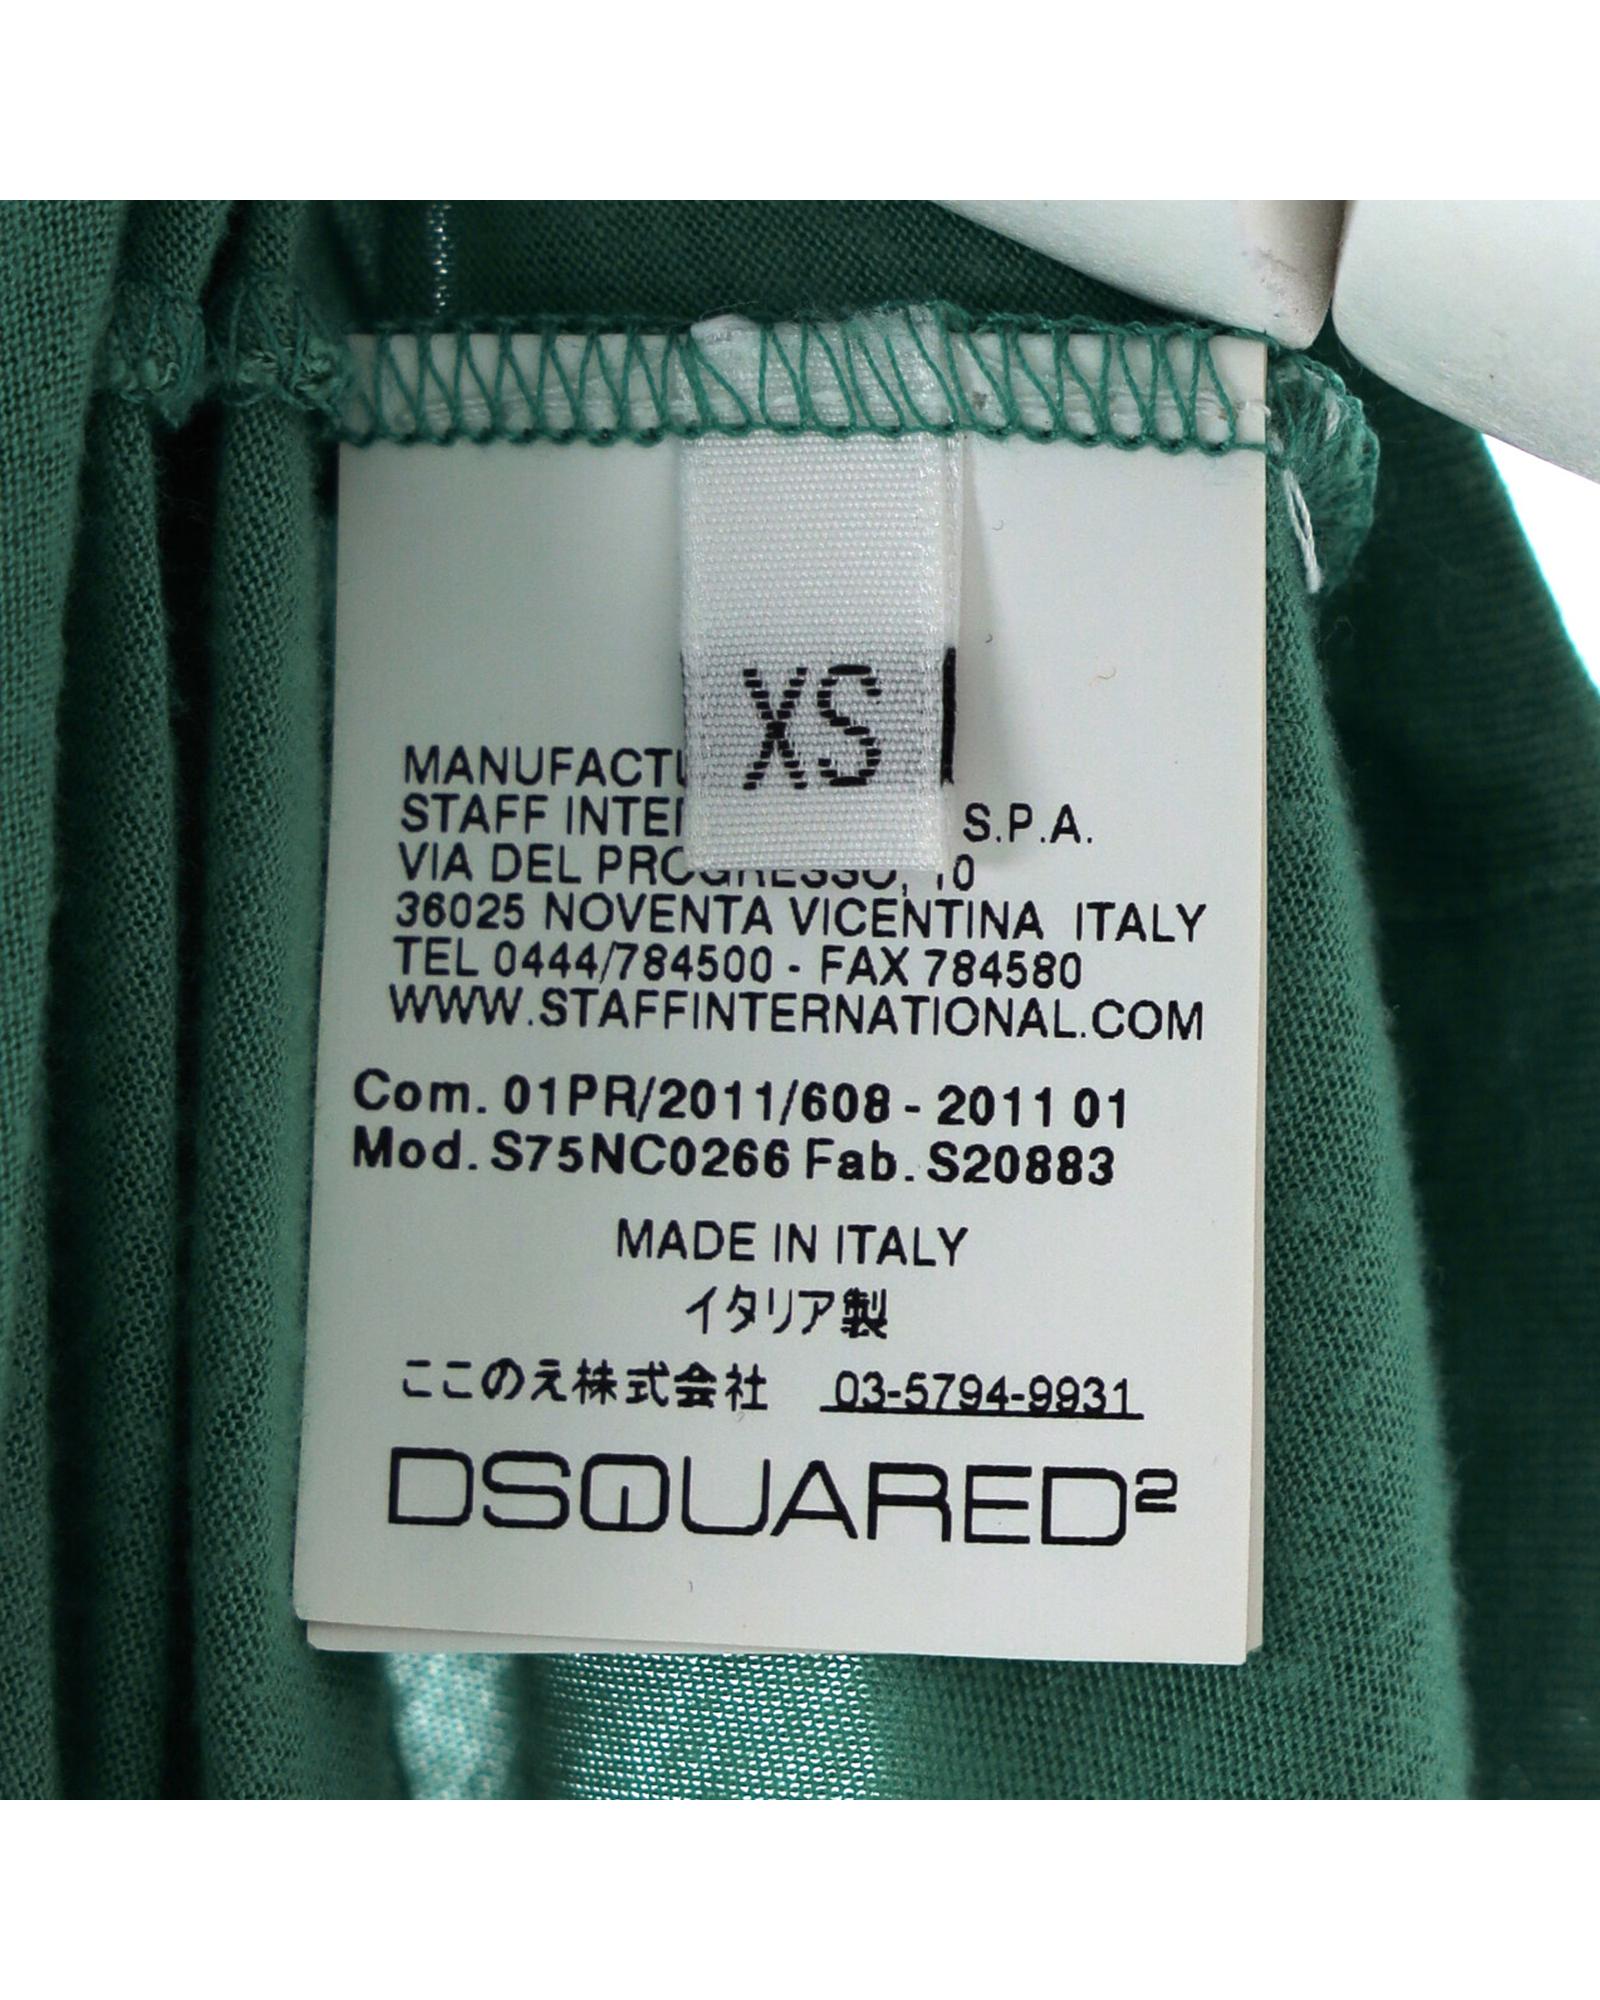 XS
MANUFACTU
STAFF INTER S.P.A.
VIA DEL PROGRESSO, 10
36025 NOVENTA VICENTINA ITALY
TEL 0444/784500 - FAX 784580
WWW.STAFFINTERNATIONAL.COM
Com. 01PR/2011/608 - 2011 01
Mod. S75NC0266 Fab. S20883
MADE IN ITALY
イタリア製
ここのえ株式会社 03-5794-9931
DSQUARED²